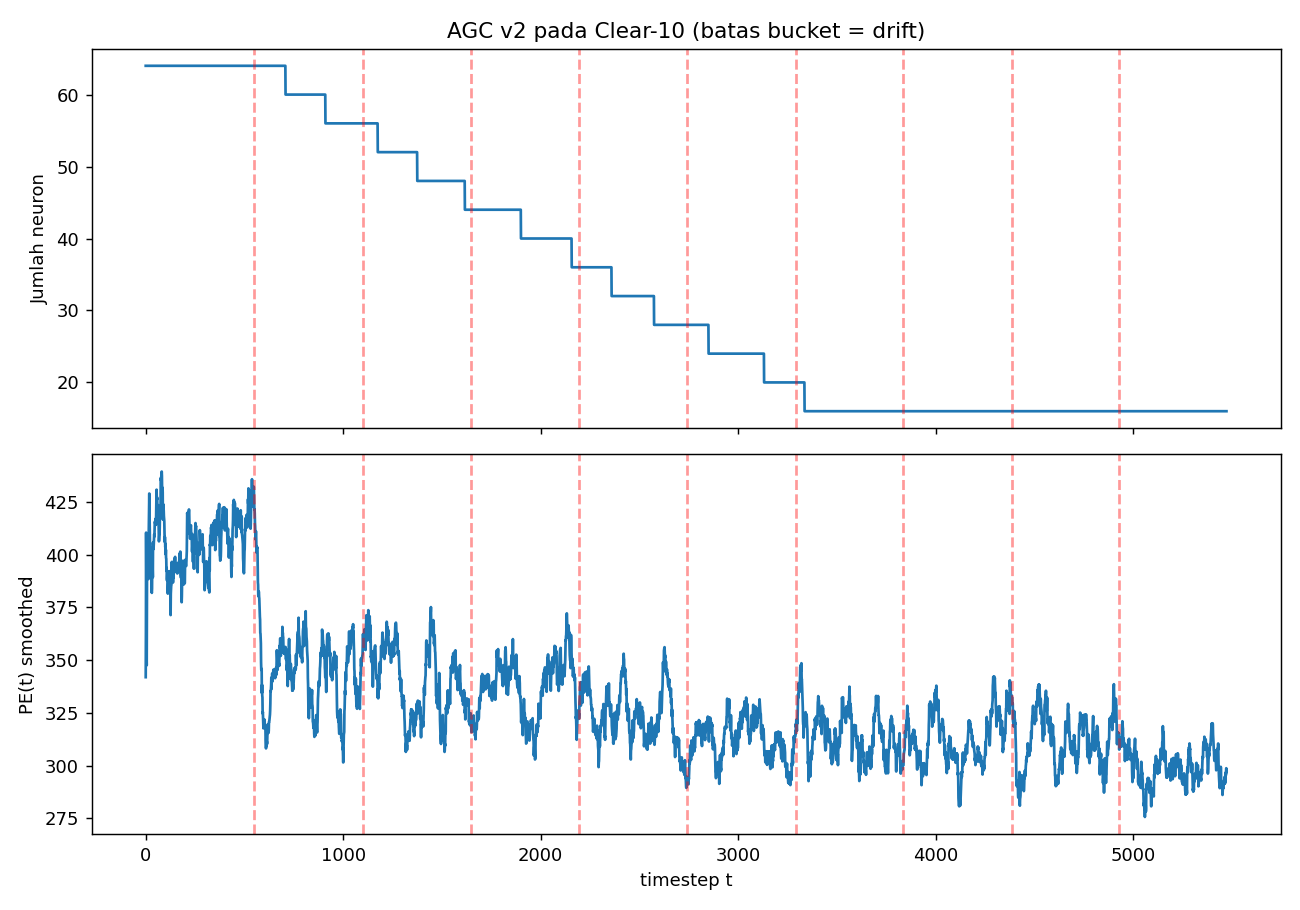 AGC v2 pada Clear-10 (batas bucket = drift)
Jumlah neuron
60
50
40
30
20
PE(t) smoothed
425
400
375
350
325
300
275
0 1000 2000 3000 4000 5000
timestep t